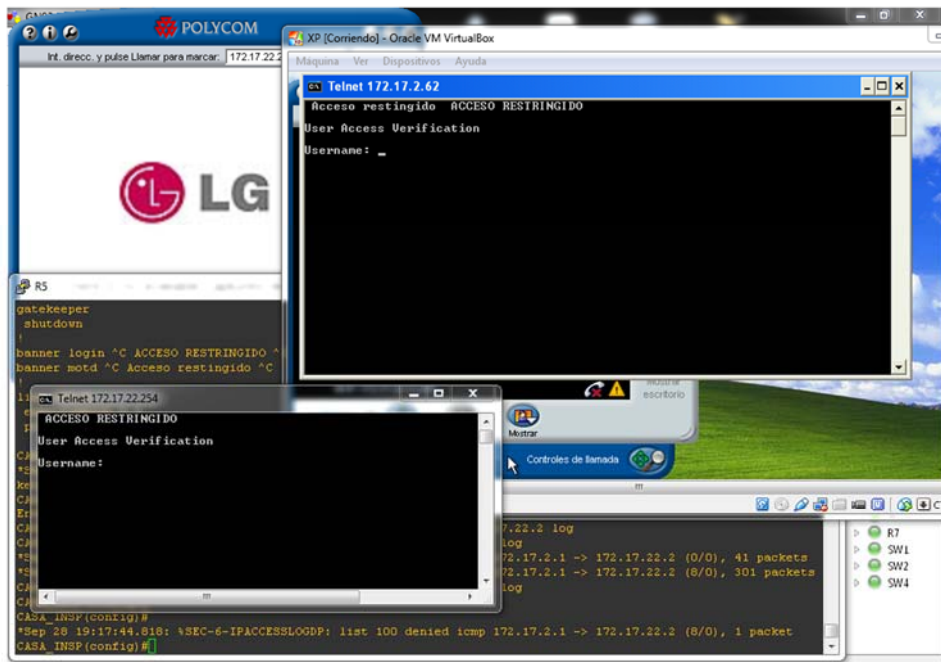 POLYCOM
Int. direcc. y pulse Llamar para marcar: 172.17.22.2
LG
XP [Corriendo] - Oracle VM VirtualBox
Máquina Ver Dispositivos Ayuda
Telnet 172.17.2.62
Acceso restingido ACCESO RESTRINGIDO
User Access Verification
Username: _
R5
gatekeeper
shutdown
!
banner login ^C ACCESO RESTRINGIDO ^
banner motd ^C Acceso restingido ^C
!
Telnet 172.17.22.254
ACCESO RESTRINGIDO
User Access Verification
Username:
mostrar
escritorio
Mostrar
Controles de llamada
7.22.2 log
log
72.17.2.1 -> 172.17.22.2 (0/0), 41 packets
72.17.2.1 -> 172.17.22.2 (8/0), 301 packets
log
CASA_INSP(config)#
*Sep 28 19:17:44.818: %SEC-6-IPACCESSLOGDP: list 100 denied icmp 172.17.2.1 -> 172.17.22.2 (8/0), 1 packet
CASA_INSP(config)#
R7
SW1
SW2
SW4